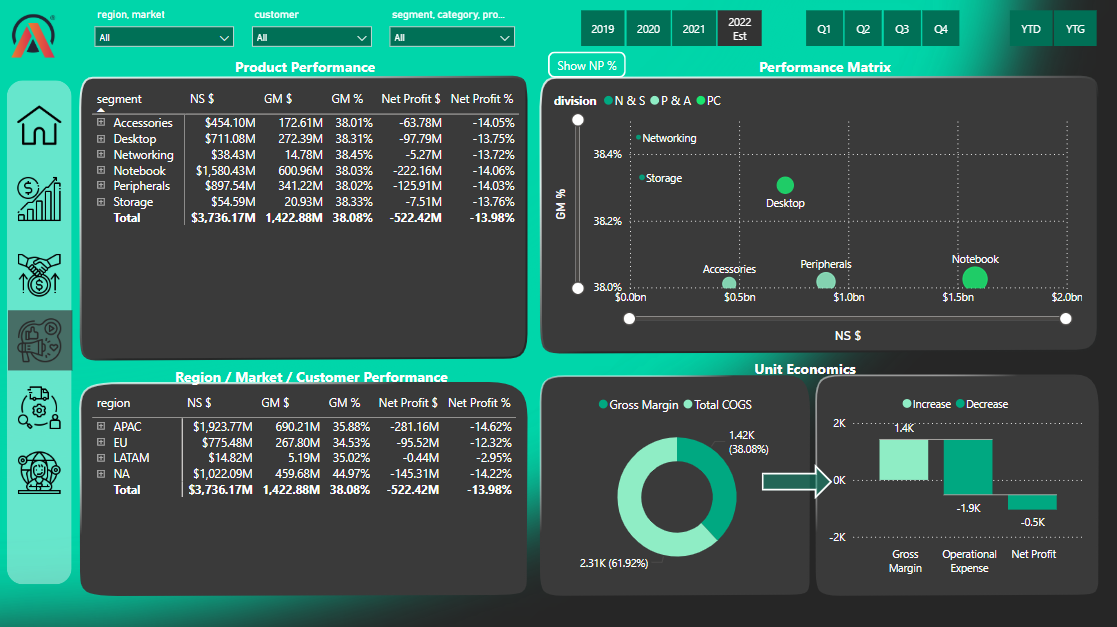 region, market
customer
segment, category, pro...
All
All
All
2019
2020
2021
2022
Est
Q1
Q2
Q3
Q4
YTD
YTG
Product Performance
Show NP %
Performance Matrix
segment NS $ GM $ GM % Net Profit $ Net Profit %
Accessories $454.10M 172.61M 38.01% -63.78M -14.05%
Desktop $711.08M 272.39M 38.31% -97.79M -13.75%
Networking $38.43M 14.78M 38.45% -5.27M -13.72%
Notebook $1,580.43M 600.96M 38.03% -222.16M -14.06%
Peripherals $897.54M 341.22M 38.02% -125.91M -14.03%
Storage $54.59M 20.93M 38.33% -7.51M -13.76%
Total $3,736.17M 1,422.88M 38.08% -522.42M -13.98%
division N & S P & A PC
GM %
38.4%
38.2%
38.0%
Networking
Storage
Desktop
Accessories
Peripherals
Notebook
$0.0bn $0.5bn $1.0bn $1.5bn $2.0bn
NS $
Region / Market / Customer Performance
region NS $ GM $ GM % Net Profit $ Net Profit %
APAC $1,923.77M 690.21M 35.88% -281.16M -14.62%
EU $775.48M 267.80M 34.53% -95.52M -12.32%
LATAM $14.82M 5.19M 35.02% -0.44M -2.95%
NA $1,022.09M 459.68M 44.97% -145.31M -14.22%
Total $3,736.17M 1,422.88M 38.08% -522.42M -13.98%
Unit Economics
Gross Margin Total COGS
1.42K
(38.08%)
2.31K (61.92%)
Increase Decrease
2K
0K
-2K
1.4K
-1.9K
-0.5K
Gross
Margin
Operational
Expense
Net Profit